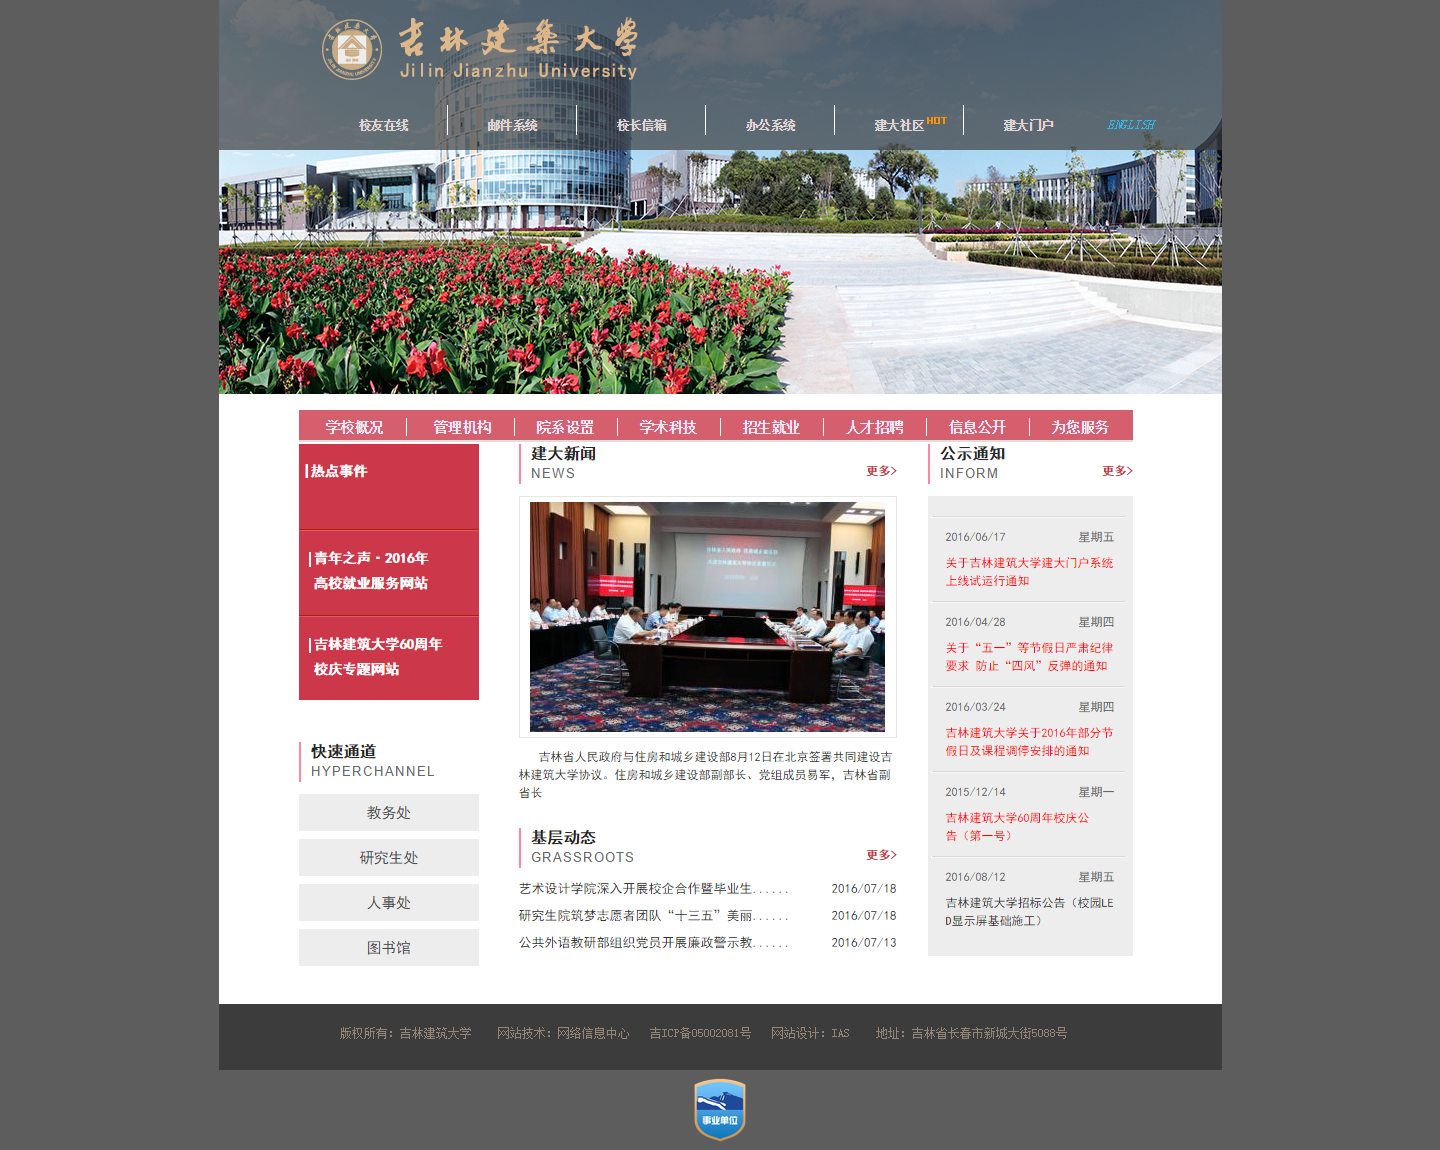 吉林建筑大学
Jilin Jianzhu University
校友在线
邮件系统
校长信箱
办公系统
建大社区HOT
建大门户
ENGLISH
学校概况
管理机构
院系设置
学术科技
招生就业
人才招聘
信息公开
为您服务
热点事件
青年之声·2016年
高校就业服务网站
吉林建筑大学60周年
校庆专题网站
快速通道
HYPERCHANNEL
教务处
研究生处
人事处
图书馆
建大新闻
NEWS
更多>
吉林省人民政府与住房和城乡建设部8月12日在北京签署共同建设吉
林建筑大学协议。住房和城乡建设部副部长、党组成员易军，吉林省副
省长
基层动态
GRASSROOTS
更多>
艺术设计学院深入开展校企合作暨毕业生...... 2016/07/18
研究生院筑梦志愿者团队“十三五”美丽...... 2016/07/18
公共外语教研部组织党员开展廉政警示教...... 2016/07/13
公示通知
INFORM
更多>
2016/06/17 星期五
关于吉林建筑大学建大门户系统
上线试运行通知
2016/04/28 星期四
关于“五一”等节假日严肃纪律
要求 防止“四风”反弹的通知
2016/03/24 星期四
吉林建筑大学关于2016年部分节
假日及课程调停安排的通知
2015/12/14 星期一
吉林建筑大学60周年校庆公
告（第一号）
2016/08/12 星期五
吉林建筑大学招标公告（校园LE
D显示屏基础施工）
版权所有：吉林建筑大学 网站技术：网络信息中心 吉ICP备05002081号 网站设计：IAS 地址：吉林省长春市新城大街5088号
事业单位